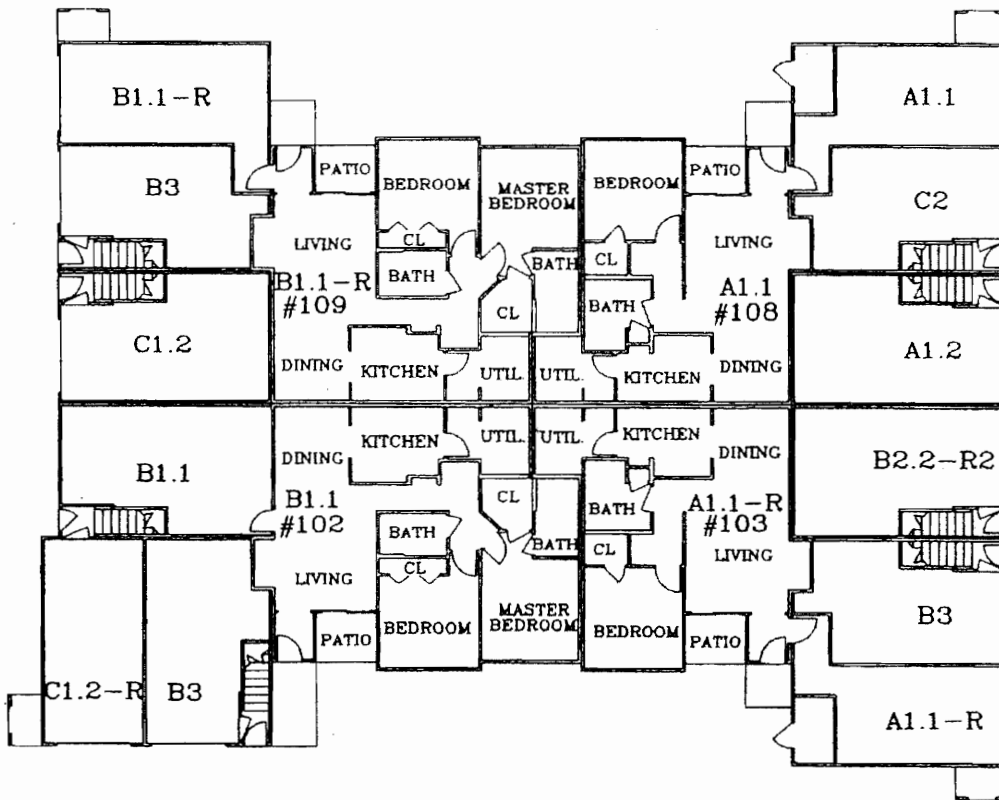 B1.1-R
A1.1
B3
PATIO
BEDROOM
MASTER
BEDROOM
BEDROOM
PATIO
C2
LIVING
CL
BATH
BATH
CL
LIVING
B1.1-R
#109
CL
BATH
A1.1
#108
C1.2
DINING
KITCHEN
UTIL.
UTIL.
KITCHEN
DINING
A1.2
B1.1
DINING
KITCHEN
UTIL.
UTIL.
KITCHEN
DINING
B2.2-R2
B1.1
#102
CL
BATH
A1.1-R
#103
BATH
BATH
CL
LIVING
CL
LIVING
PATIO
BEDROOM
MASTER
BEDROOM
BEDROOM
PATIO
B3
C1.2-R
B3
A1.1-R